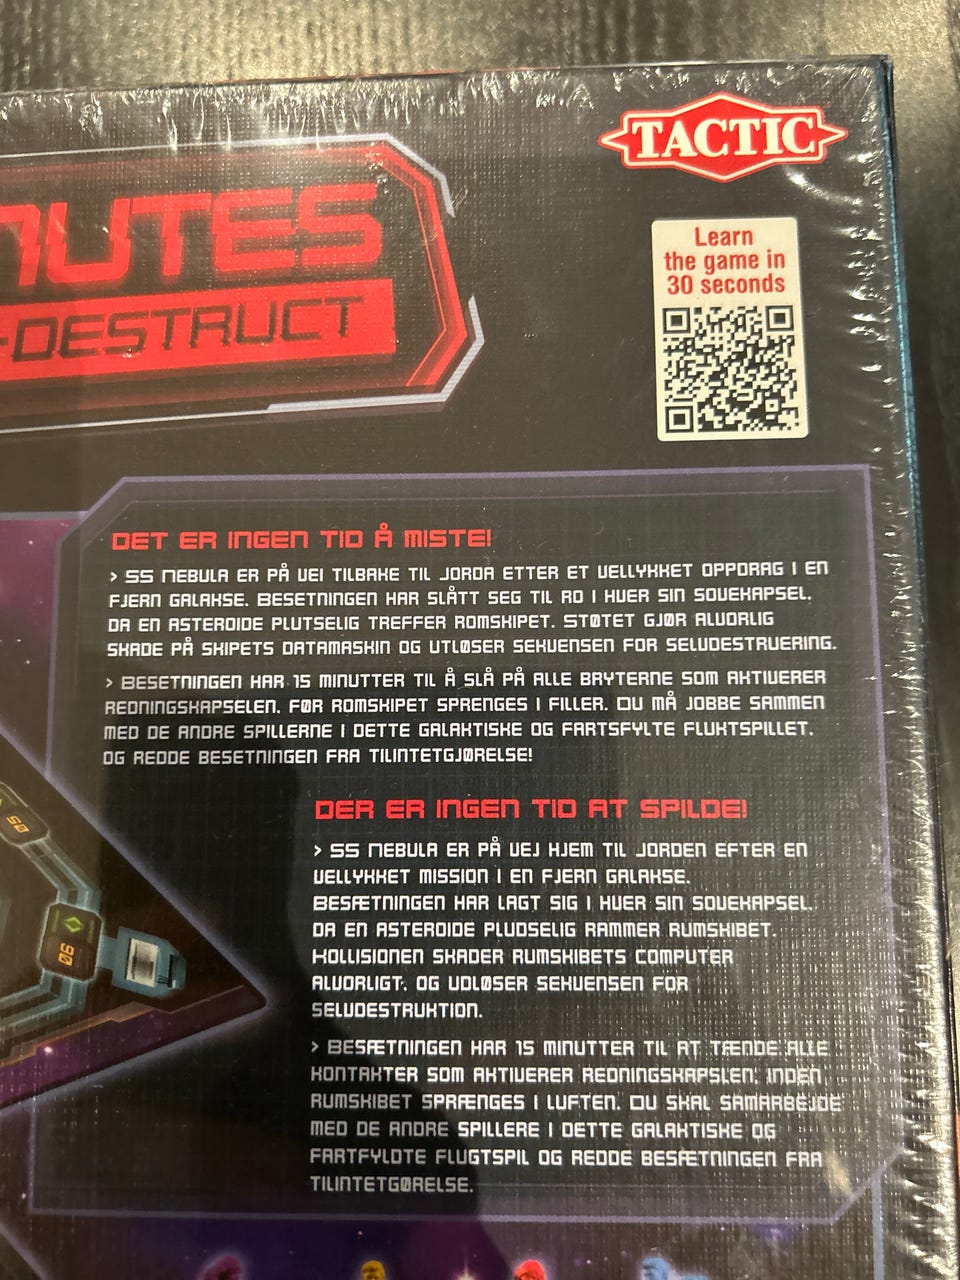 TACTIC
Learn
the game in
30 seconds
NUTES
-DESTRUCT
DET ER INGEN TID Å MISTE!
> SS NEBULA ER PÅ VEI TILBAKE TIL JORDA ETTER ET VELLYKKET OPPDRAG I EN
FJERN GALAKSE. BESETNINGEN HAR SLÅTT SEG TIL RO I HVER SIN SOVEKAPSEL,
DA EN ASTEROIDE PLUTSELIG TREFFER ROMSKIPET. STØTET GJØR ALVORLIG
SKADE PÅ SKIPETS DATAMASKIN OG UTLØSER SEKVENSEN FOR SELVDESTRUERING.
> BESETNINGEN HAR 15 MINUTTER TIL Å SLÅ PÅ ALLE BRYTERNE SOM AKTIVERER
REDNINGSKAPSELEN, FØR ROMSKIPET SPRENGES I FILLER. DU MÅ JOBBE SAMMEN
MED DE ANDRE SPILLERNE I DETTE GALAKTISKE OG FARTSFYLTE FLUKTSPILLET,
OG REDDE BESETNINGEN FRA TILINTETGJØRELSE!
DER ER INGEN TID AT SPILDE!
> SS NEBULA ER PÅ VEJ HJEM TIL JORDEN EFTER EN
VELLYKKET MISSION I EN FJERN GALAKSE.
BESÆTNINGEN HAR LAGT SIG I HVER SIN SOVEKAPSEL,
DA EN ASTEROIDE PLUDSELIG RAMMER RUMSKIBET.
KOLLISIONEN SKADER RUMSKIBETS COMPUTER
ALVORLIGT, OG UDLØSER SEKVENSEN FOR
SELVDESTRUKTION.
> BESÆTNINGEN HAR 15 MINUTTER TIL AT TÆNDE ALLE
KONTAKTER SOM AKTIVERER REDNINGSKAPSLEN, INDEN
RUMSKIBET SPRÆNGES I LUFTEN. DU SKAL SAMARBEJDE
MED DE ANDRE SPILLERE I DETTE GALAKTISKE OG
FARTFYLDTE FLUGTSPIL OG REDDE BESÆTNINGEN FRA
TILINTETGØRELSE.
50
90